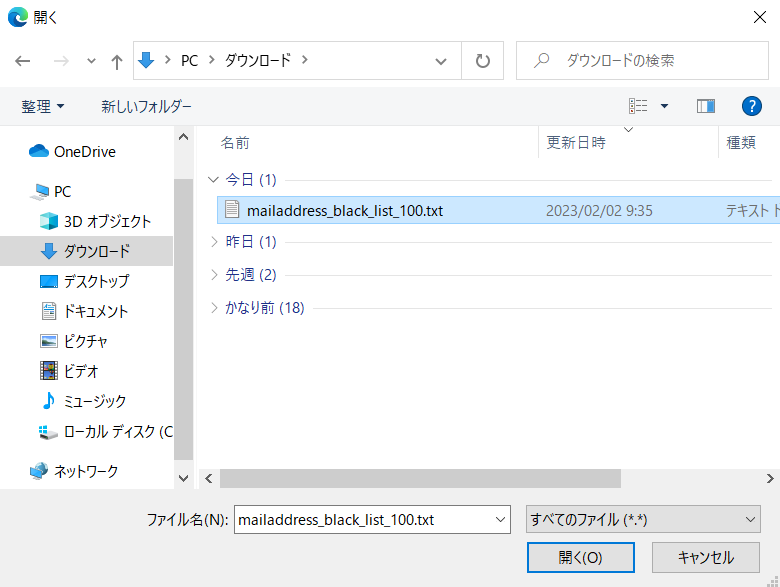 開く
PC
ダウンロード
ダウンロードの検索
整理
新しいフォルダー
?
OneDrive
PC
3D オブジェクト
ダウンロード
デスクトップ
ドキュメント
ピクチャ
ビデオ
ミュージック
ローカル ディスク (C
ネットワーク
名前 更新日時 種類
今日 (1)
mailaddress_black_list_100.txt 2023/02/02 9:35 テキスト
昨日 (1)
先週 (2)
かなり前 (18)
ファイル名(N): mailaddress_black_list_100.txt すべてのファイル (*.*)
開く(O) キャンセル